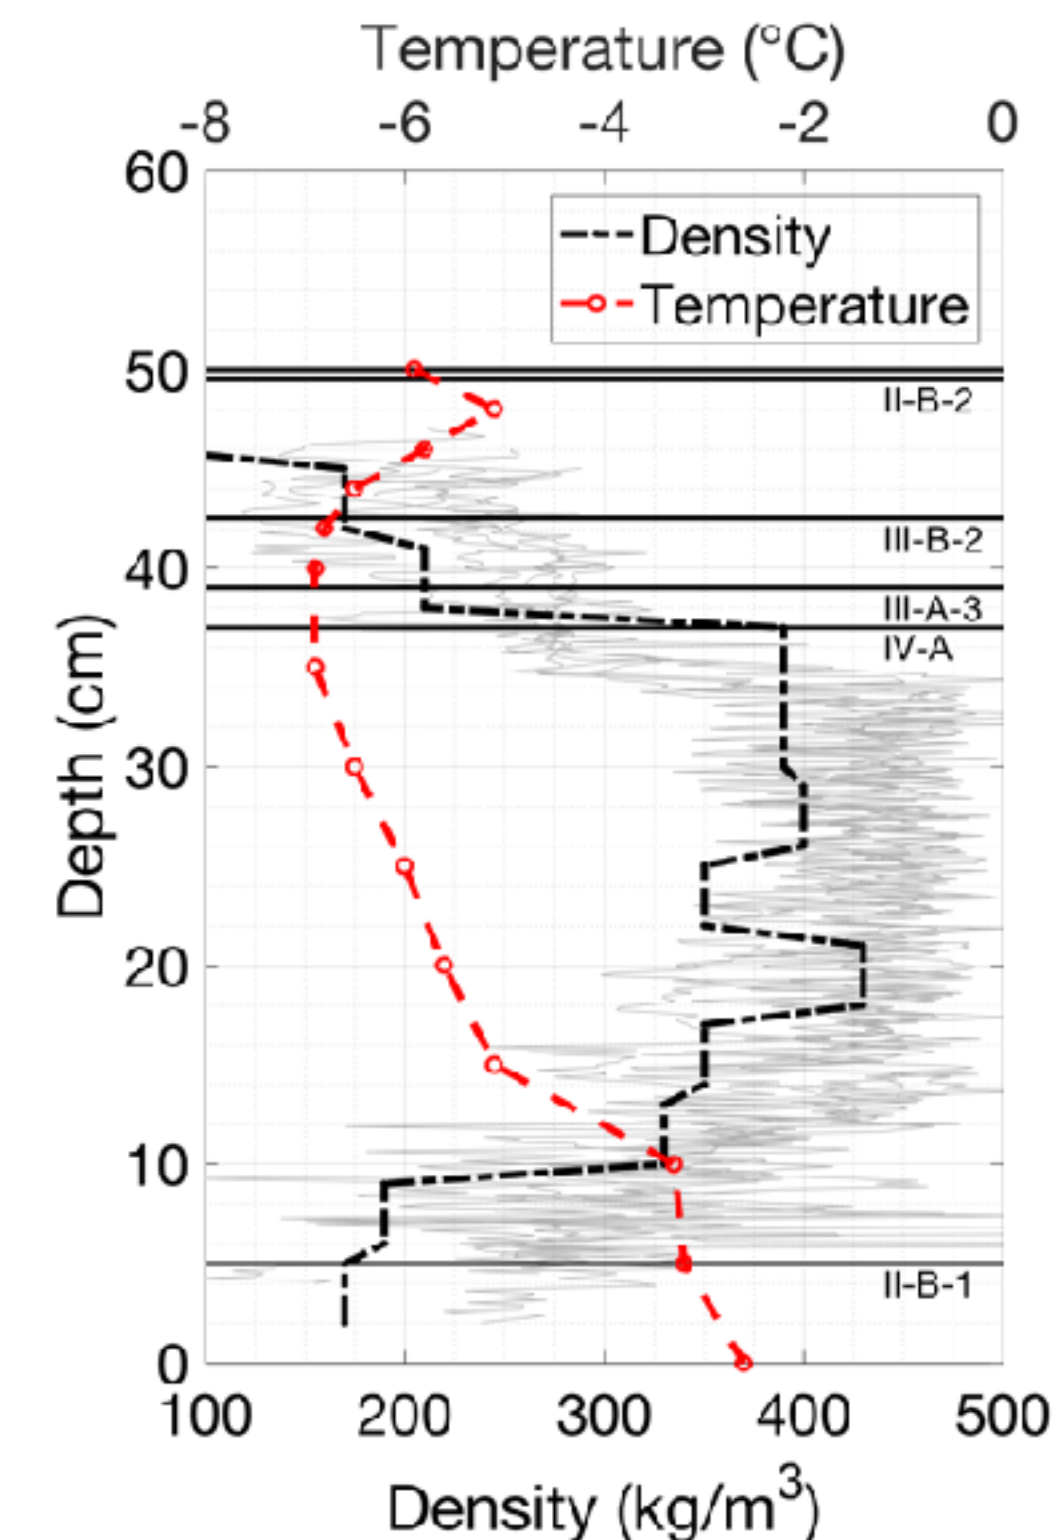 Temperature (°C)
-8 -6 -4 -2 0
60
Density
Temperature
50
II-B-2
III-B-2
40
III-A-3
IV-A
Depth (cm)
30
20
10
II-B-1
0
100 200 300 400 500
Density (kg/m³)